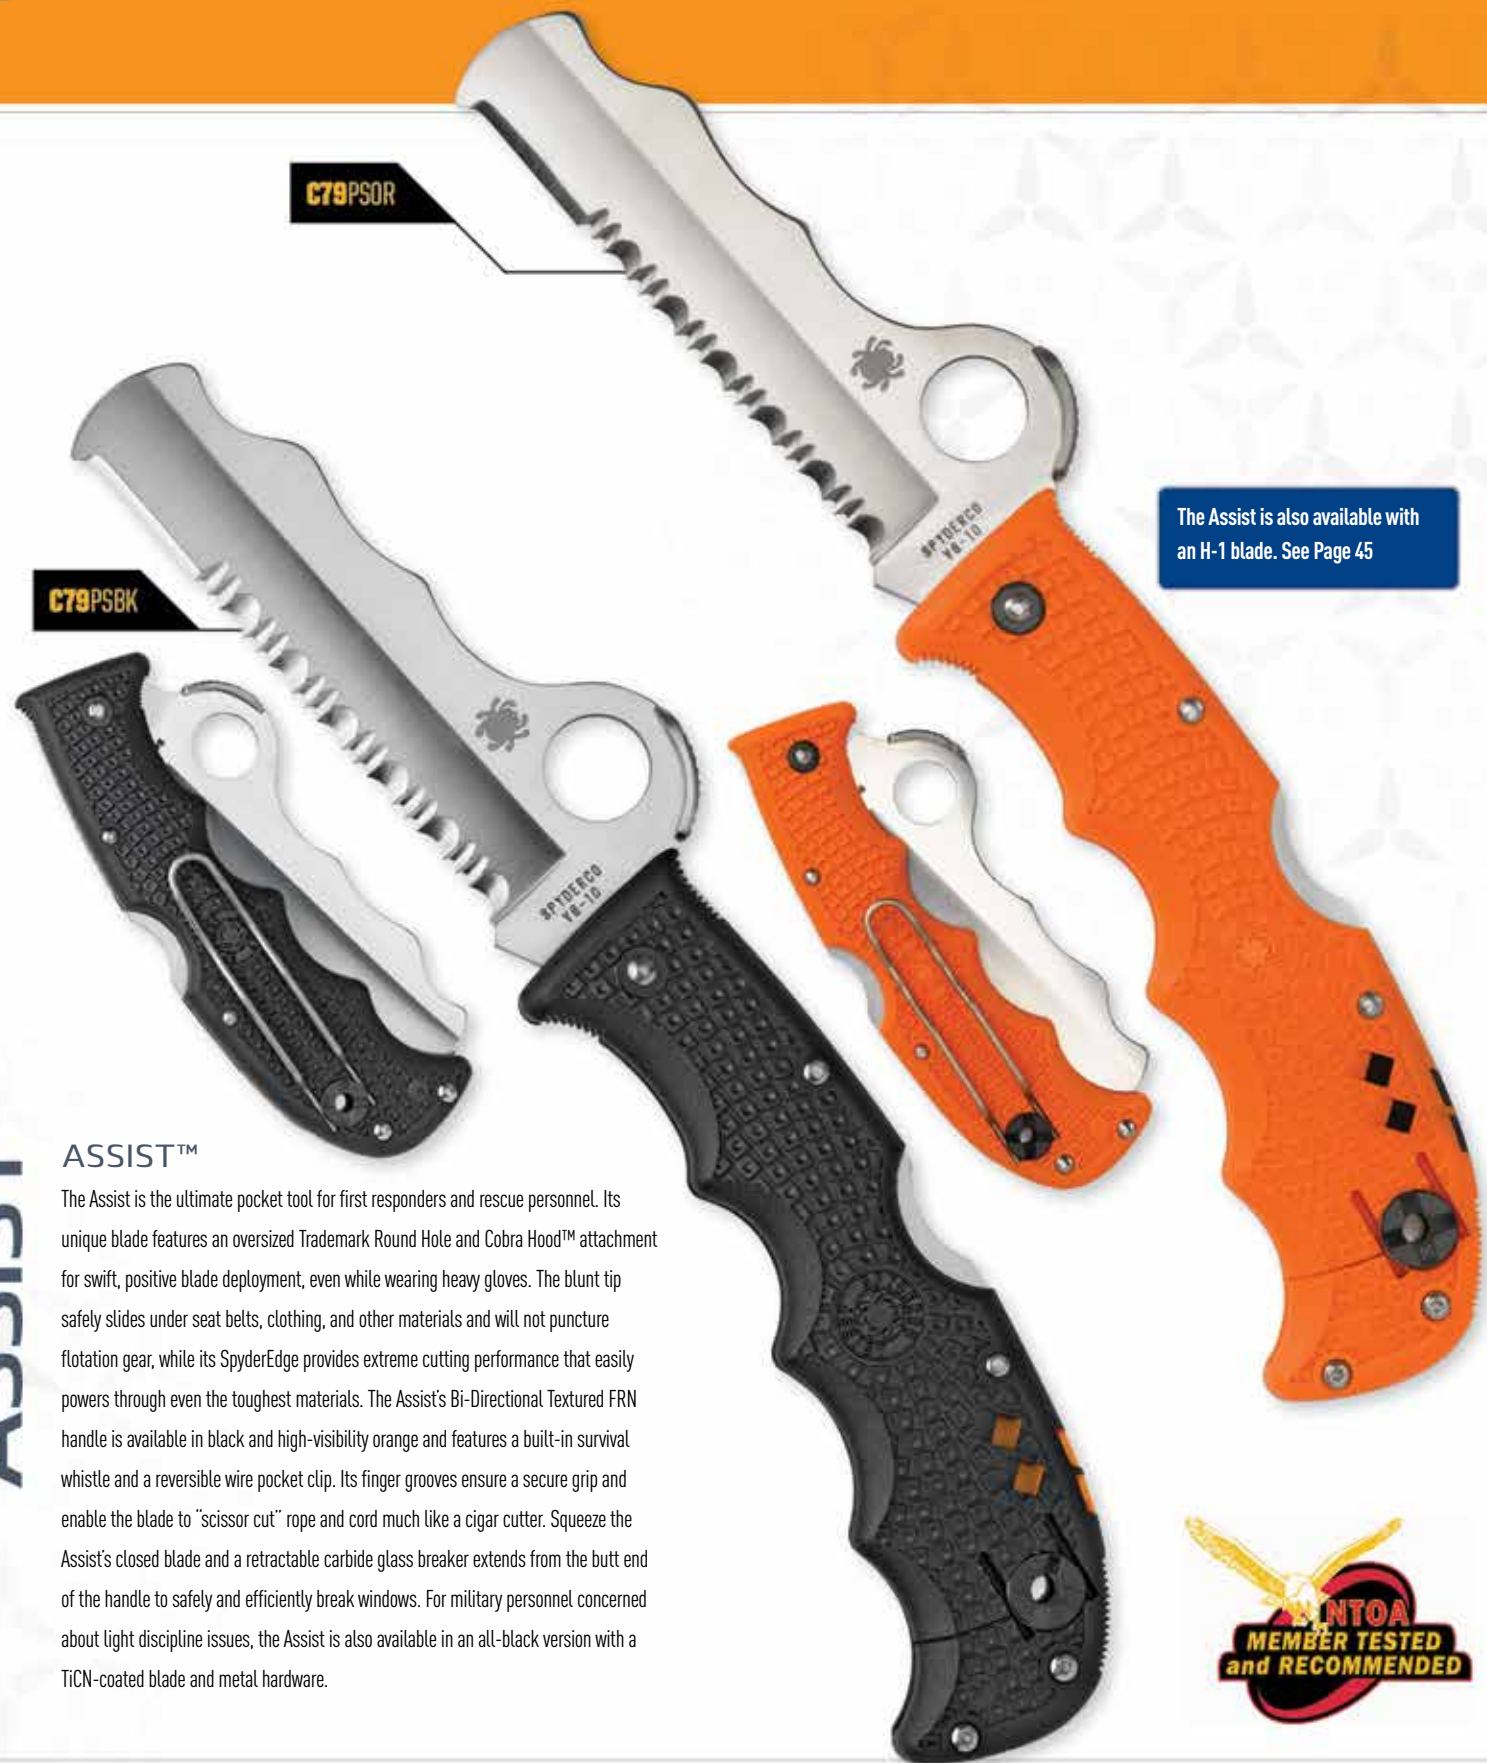 C79PSOR
The Assist is also available with
an H-1 blade. See Page 45
C79PSBK
SPYDERCO
VG-10
SPYDERCO
VG-10
ASSIST
ASSIST™
The Assist is the ultimate pocket tool for first responders and rescue personnel. Its
unique blade features an oversized Trademark Round Hole and Cobra Hood™ attachment
for swift, positive blade deployment, even while wearing heavy gloves. The blunt tip
safely slides under seat belts, clothing, and other materials and will not puncture
flotation gear, while its SpyderEdge provides extreme cutting performance that easily
powers through even the toughest materials. The Assist's Bi-Directional Textured FRN
handle is available in black and high-visibility orange and features a built-in survival
whistle and a reversible wire pocket clip. Its finger grooves ensure a secure grip and
enable the blade to "scissor cut" rope and cord much like a cigar cutter. Squeeze the
Assist's closed blade and a retractable carbide glass breaker extends from the butt end
of the handle to safely and efficiently break windows. For military personnel concerned
about light discipline issues, the Assist is also available in an all-black version with a
TiCN-coated blade and metal hardware.
NTOA
MEMBER TESTED
and RECOMMENDED